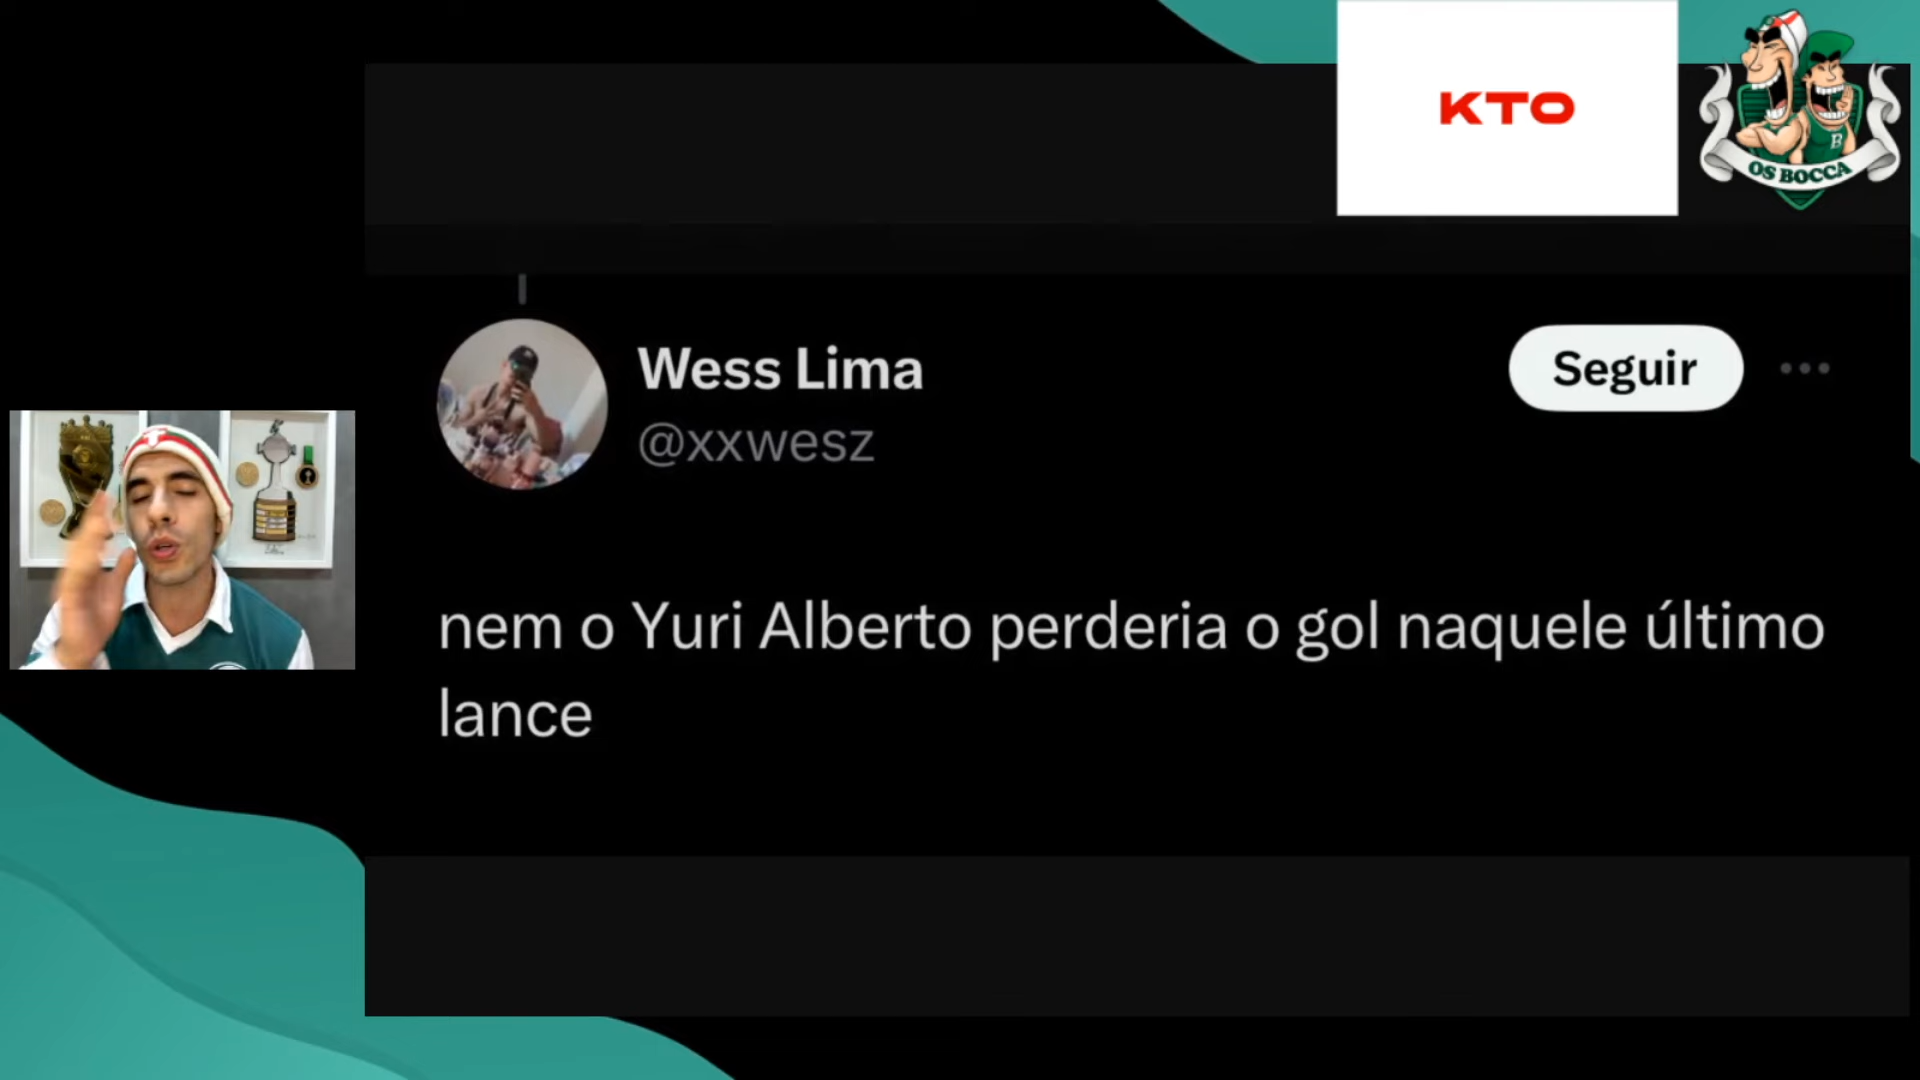 KTO
OS BOCCA
B
Wess Lima
Seguir
@xxwesz
nem o Yuri Alberto perderia o gol naquele último
lance